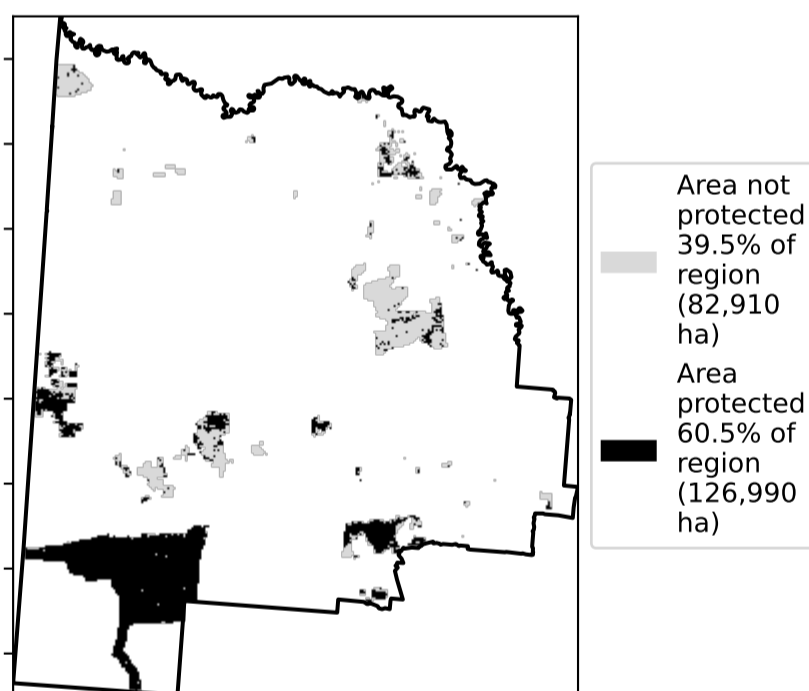 Area not
protected
39.5% of
region
(82,910
ha)
Area
protected
60.5% of
region
(126,990
ha)